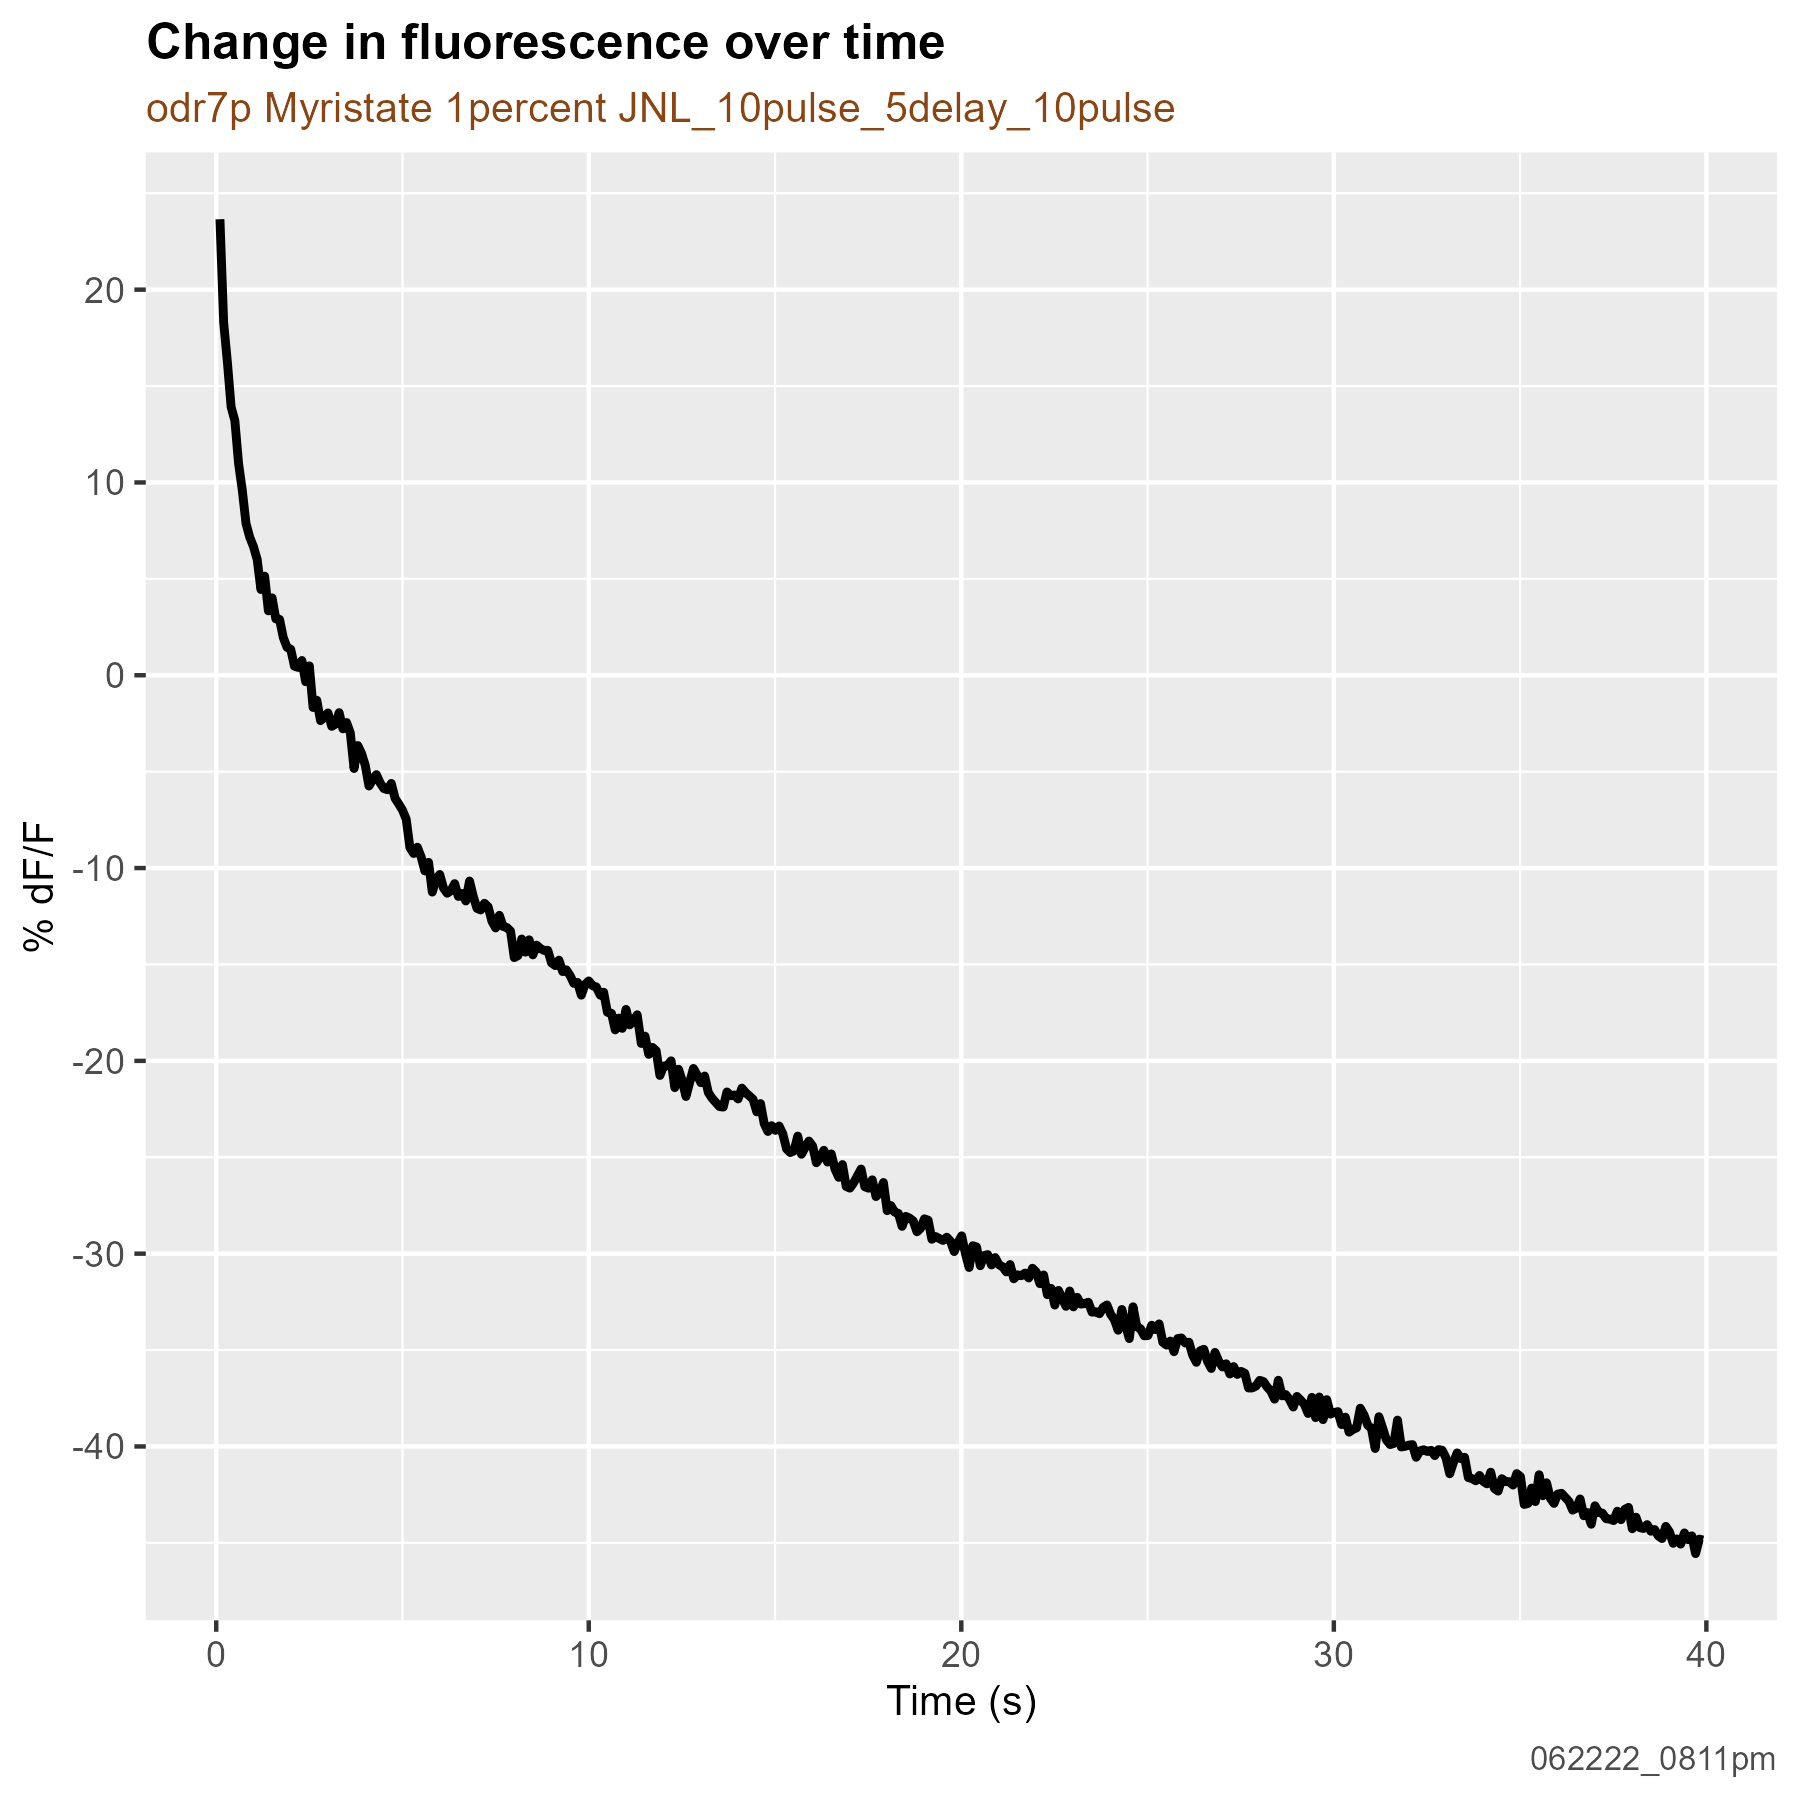 Change in fluorescence over time
odr7p Myristate 1percent JNL_10pulse_5delay_10pulse
% dF/F
20
10
0
-10
-20
-30
-40
0 10 20 30 40
Time (s)
062222_0811pm